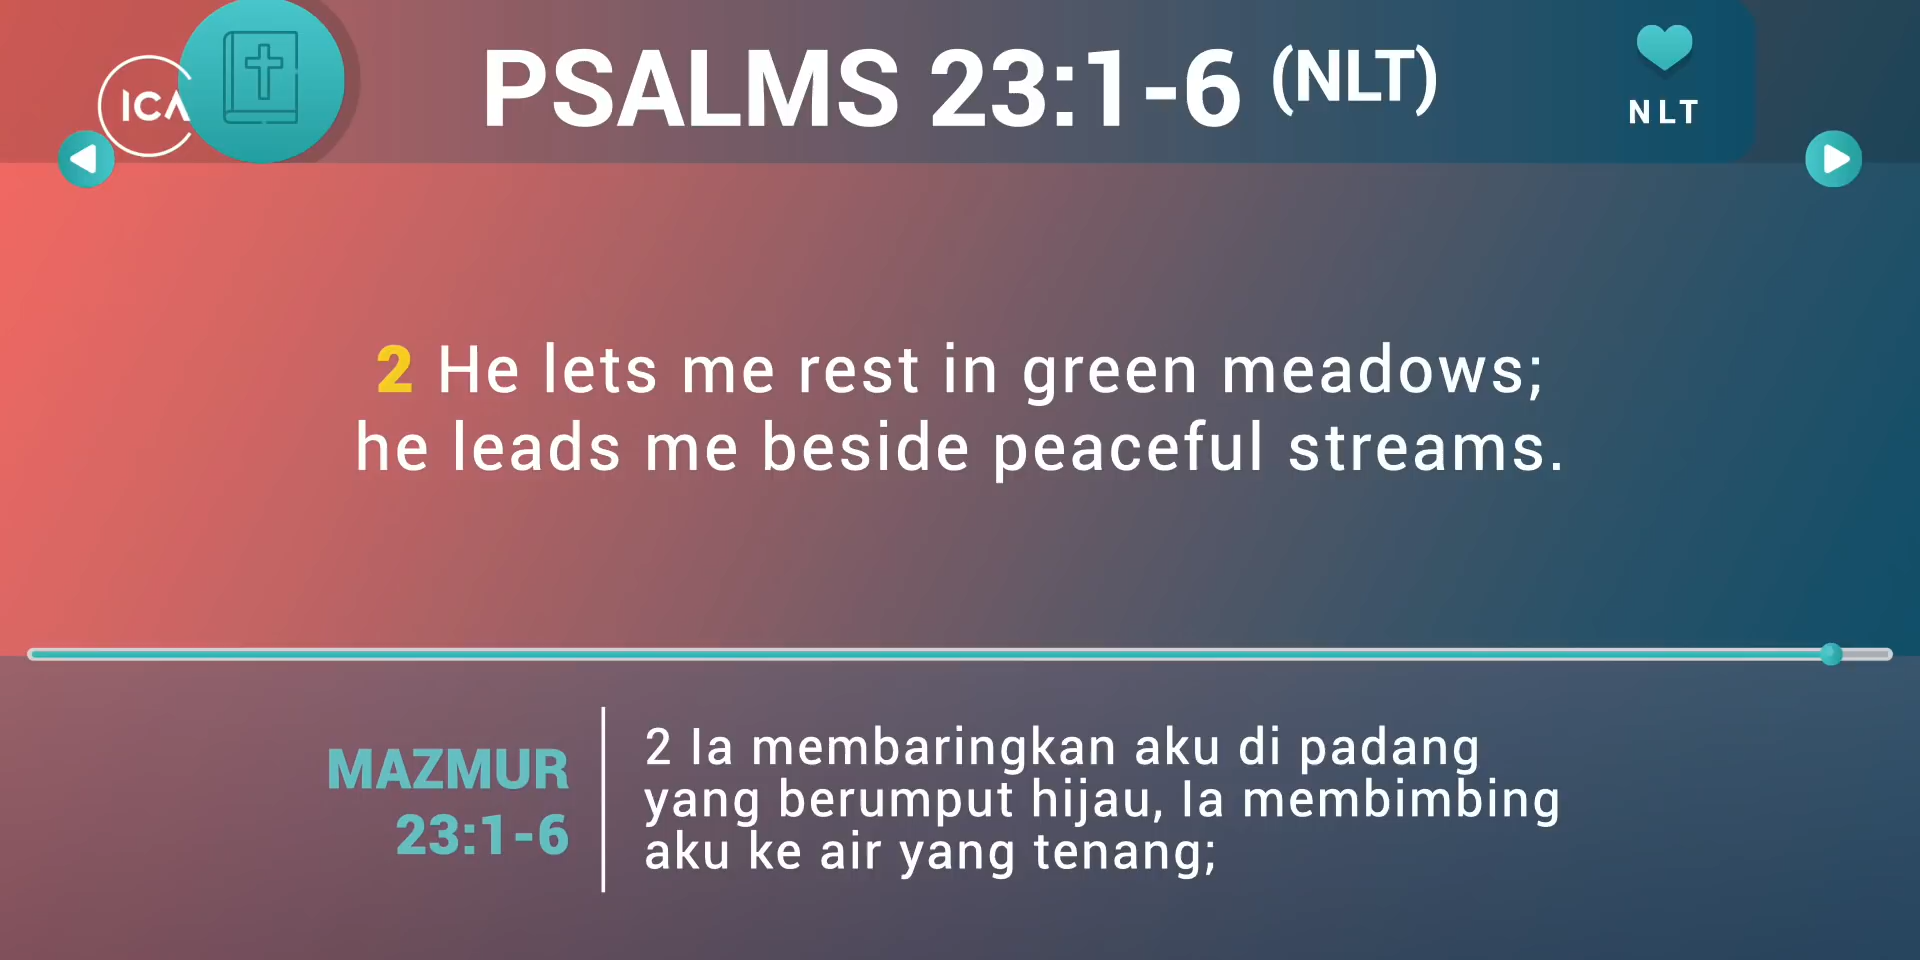 ICA
PSALMS 23:1-6 (NLT)
NLT
2 He lets me rest in green meadows;
he leads me beside peaceful streams.
MAZMUR
23:1-6
2 Ia membaringkan aku di padang
yang berumput hijau, Ia membimbing
aku ke air yang tenang;